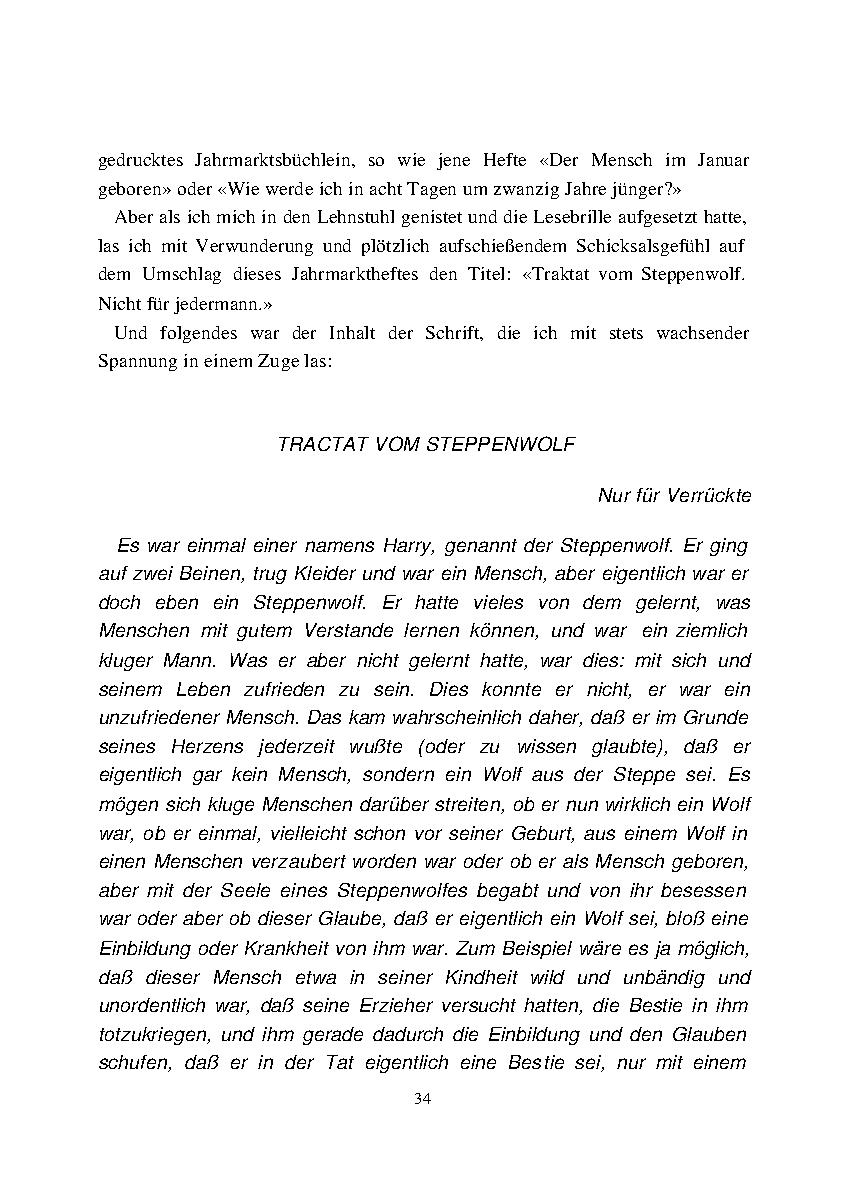 gedrucktes Jahrmarktsbüchlein, so wie jene Hefte «Der Mensch im Januar
geboren» oder «Wie werde ich in acht Tagen um zwanzig Jahre jünger?»
Aber als ich mich in den Lehnstuhl genistet und die Lesebrille aufgesetzt hatte,
las ich mit Verwunderung und plötzlich aufschießendem Schicksalsgefühl auf
dem Umschlag dieses Jahrmarktheftes den Titel: «Traktat vom Steppenwolf.
Nicht für jedermann.»
Und folgendes war der Inhalt der Schrift, die ich mit stets wachsender
Spannung in einem Zuge las:
TRACTAT VOM STEPPENWOLF
Nur für Verrückte
Es war einmal einer namens Harry, genannt der Steppenwolf. Er ging
auf zwei Beinen, trug Kleider und war ein Mensch, aber eigentlich war er
doch eben ein Steppenwolf. Er hatte vieles von dem gelernt, was
Menschen mit gutem Verstande lernen können, und war ein ziemlich
kluger Mann. Was er aber nicht gelernt hatte, war dies: mit sich und
seinem Leben zufrieden zu sein. Dies konnte er nicht, er war ein
unzufriedener Mensch. Das kam wahrscheinlich daher, daß er im Grunde
seines Herzens jederzeit wußte (oder zu wissen glaubte), daß er
eigentlich gar kein Mensch, sondern ein Wolf aus der Steppe sei. Es
mögen sich kluge Menschen darüber streiten, ob er nun wirklich ein Wolf
war, ob er einmal, vielleicht schon vor seiner Geburt, aus einem Wolf in
einen Menschen verzaubert worden war oder ob er als Mensch geboren,
aber mit der Seele eines Steppenwolfes begabt und von ihr besessen
war oder aber ob dieser Glaube, daß er eigentlich ein Wolf sei, bloß eine
Einbildung oder Krankheit von ihm war. Zum Beispiel wäre es ja möglich,
daß dieser Mensch etwa in seiner Kindheit wild und unbändig und
unordentlich war, daß seine Erzieher versucht hatten, die Bestie in ihm
totzukriegen, und ihm gerade dadurch die Einbildung und den Glauben
schufen, daß er in der Tat eigentlich eine Bestie sei, nur mit einem
34